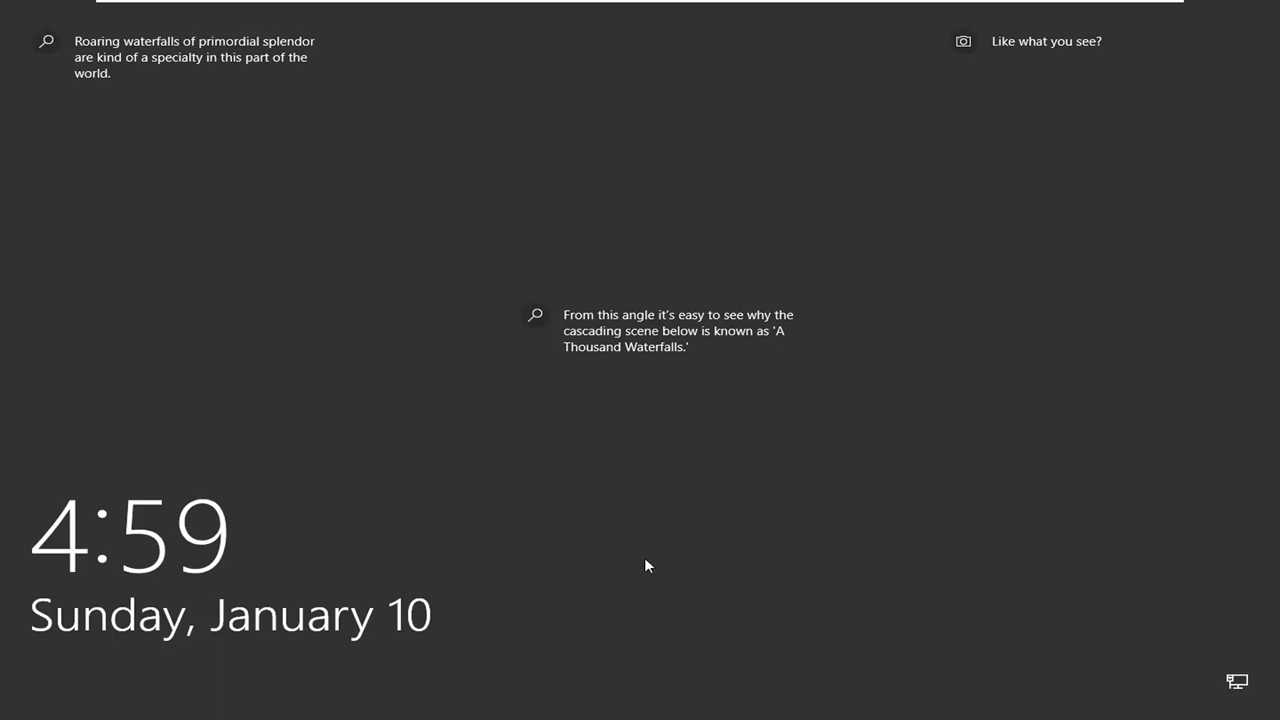 Roaring waterfalls of primordial splendor
are kind of a specialty in this part of the
world.
Like what you see?
From this angle it's easy to see why the
cascading scene below is known as 'A
Thousand Waterfalls.'
4:59
Sunday, January 10